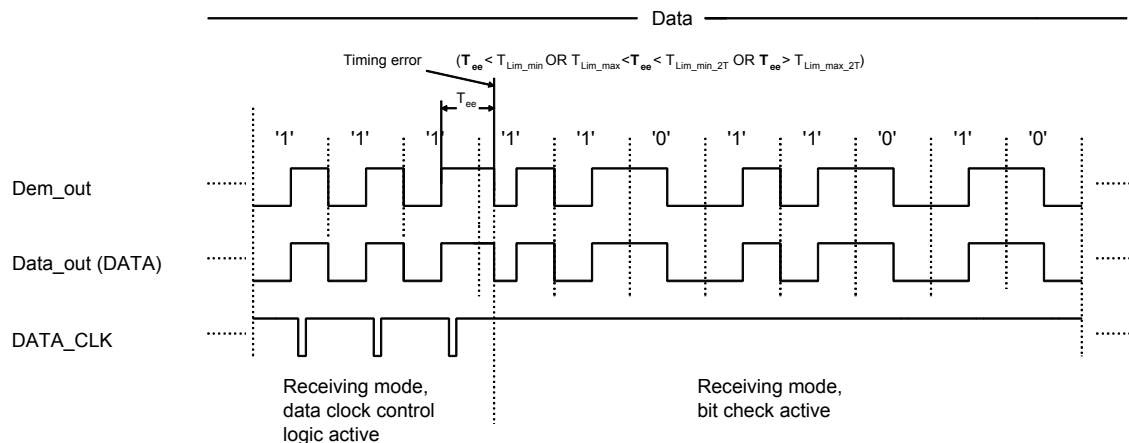 Data
Timing error (Tee < TLim_min OR TLim_max < Tee < TLim_min_2T OR Tee > TLim_max_2T)
Tee
'1' '1' '1' '1' '1' '0' '1' '1' '0' '1' '0'
Dem_out
Data_out (DATA)
DATA_CLK
Receiving mode,
data clock control
logic active
Receiving mode,
bit check active